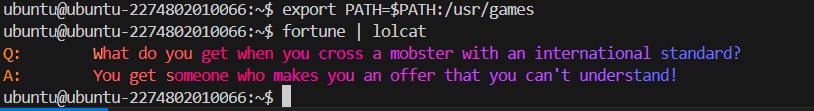 ubuntu@ubuntu-2274802010066:~$ export PATH=$PATH:/usr/games
ubuntu@ubuntu-2274802010066:~$ fortune | lolcat
Q:       What do you get when you cross a mobster with an international standard?
A:       You get someone who makes you an offer that you can't understand!
ubuntu@ubuntu-2274802010066:~$